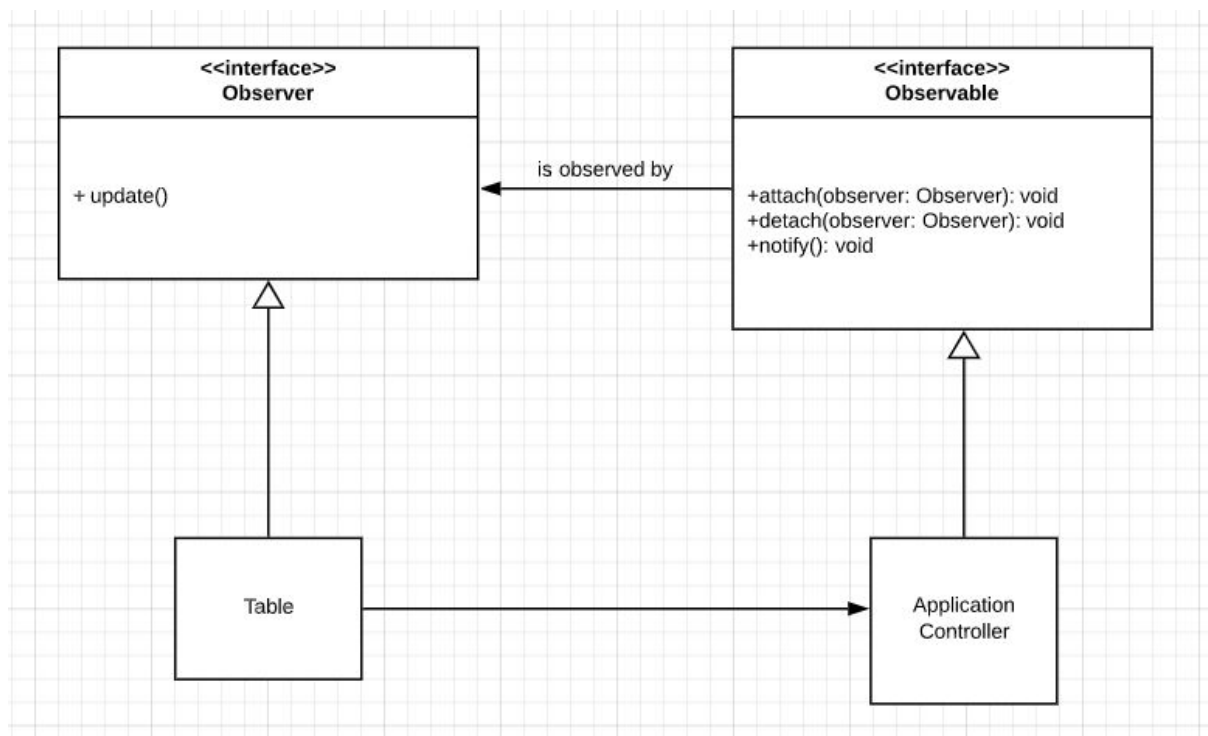 <<interface>>
Observer
+ update()
is observed by
<<interface>>
Observable
+attach(observer: Observer): void
+detach(observer: Observer): void
+notify(): void
Table
Application
Controller